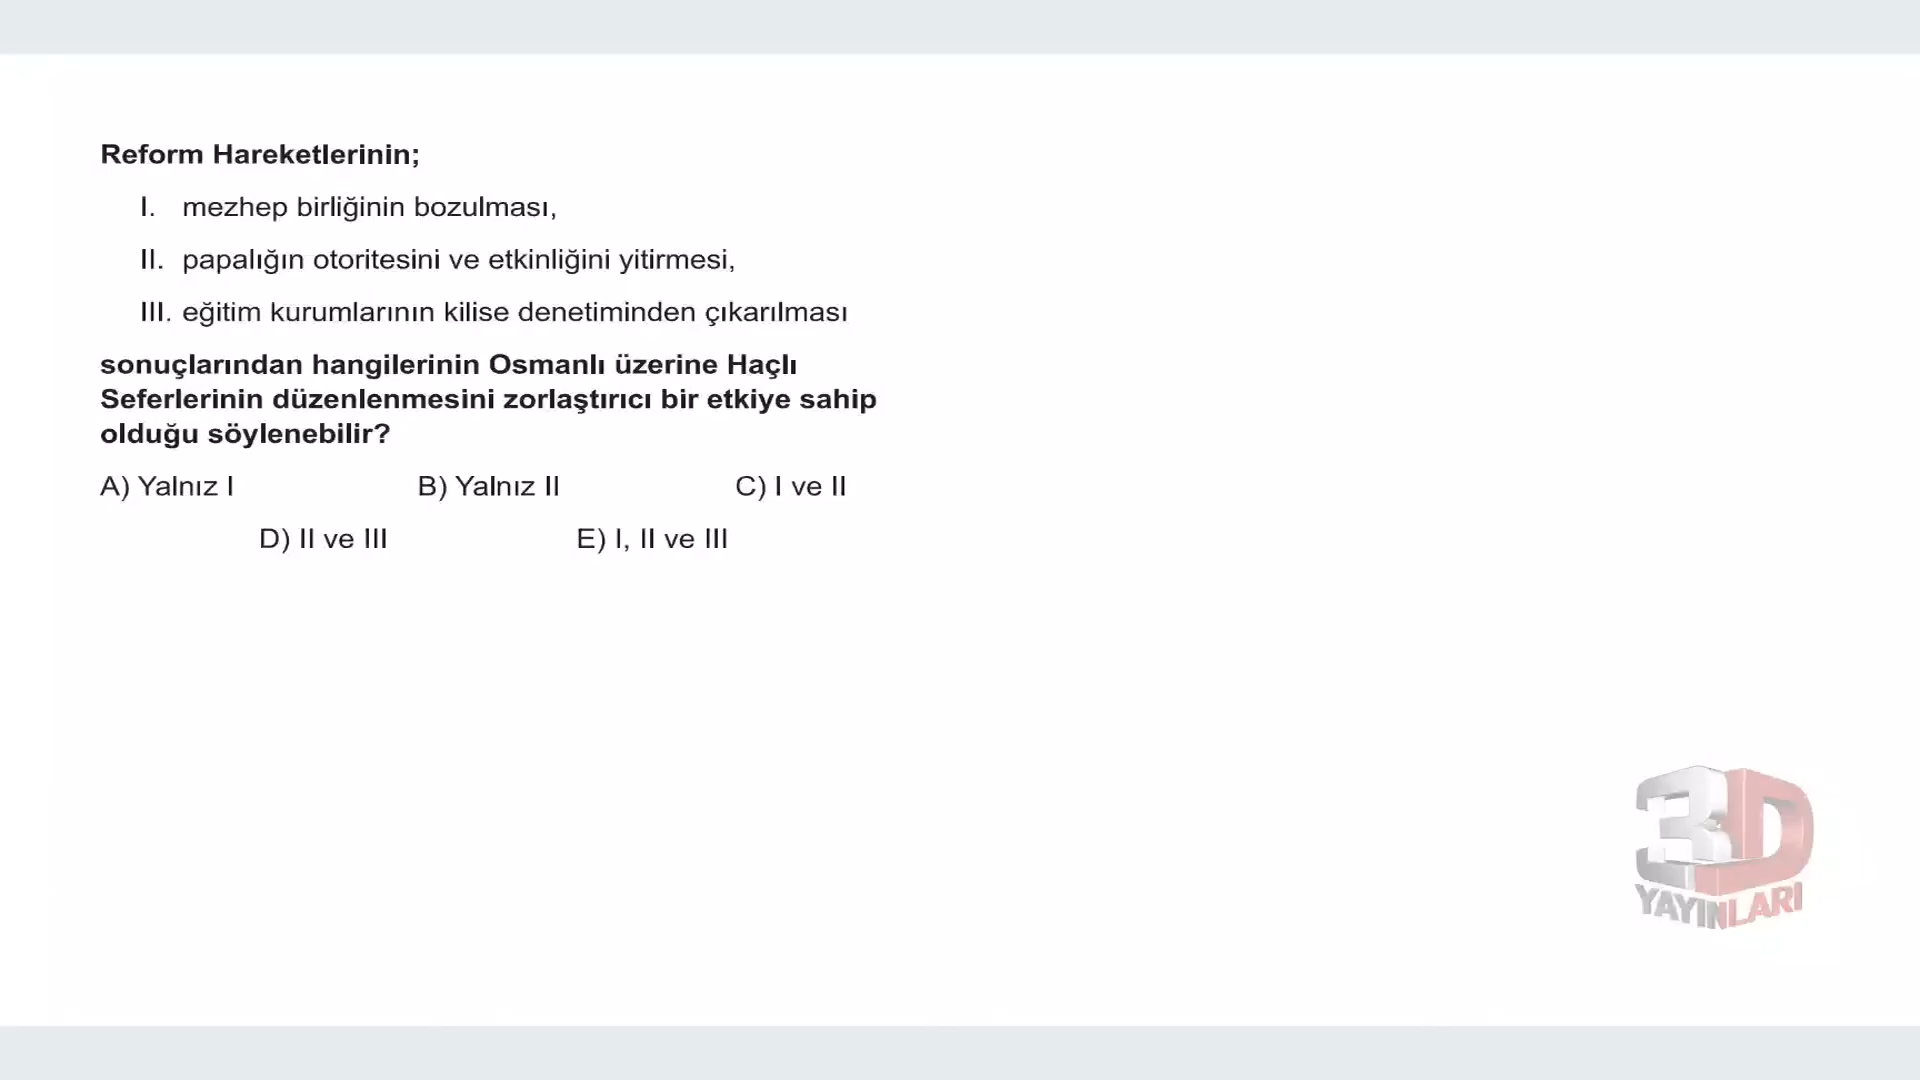 Reform Hareketlerinin;
I. mezhep birliğinin bozulması,
II. papalığın otoritesini ve etkinliğini yitirmesi,
III. eğitim kurumlarının kilise denetiminden çıkarılması
sonuçlarından hangilerinin Osmanlı üzerine Haçlı
Seferlerinin düzenlenmesini zorlaştırıcı bir etkiye sahip
olduğu söylenebilir?
A) Yalnız I B) Yalnız II C) I ve II
D) II ve III E) I, II ve III
3D
YAYINLARI